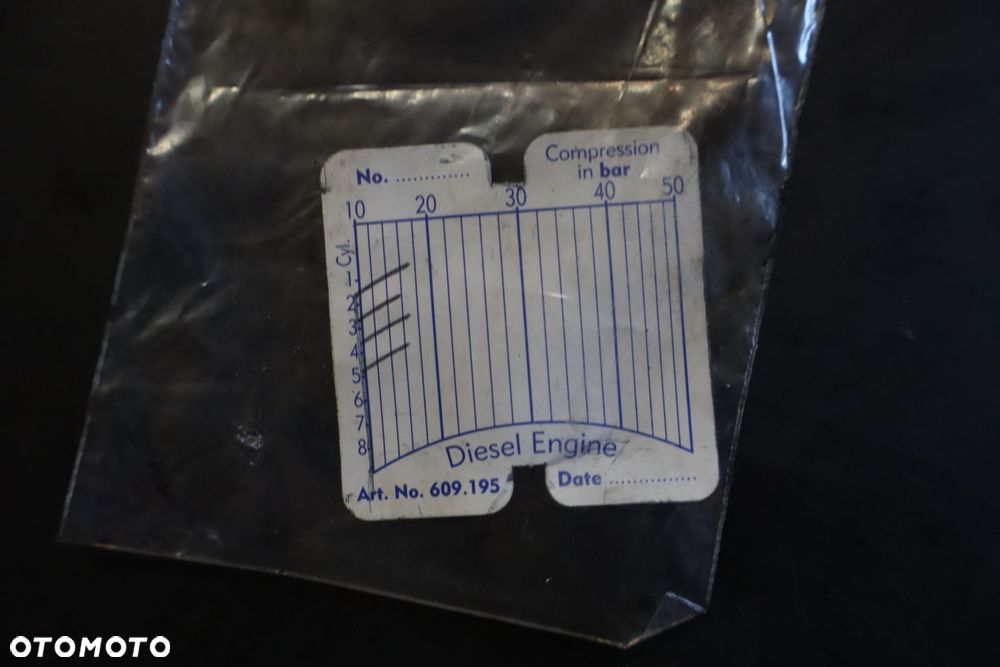 No. .............
Compression
in bar
10 20 30 40 50
Cyl.
1
2
3
4
5
6
7
8
Diesel Engine
Art. No. 609.195
Date ................
OTOMOTO